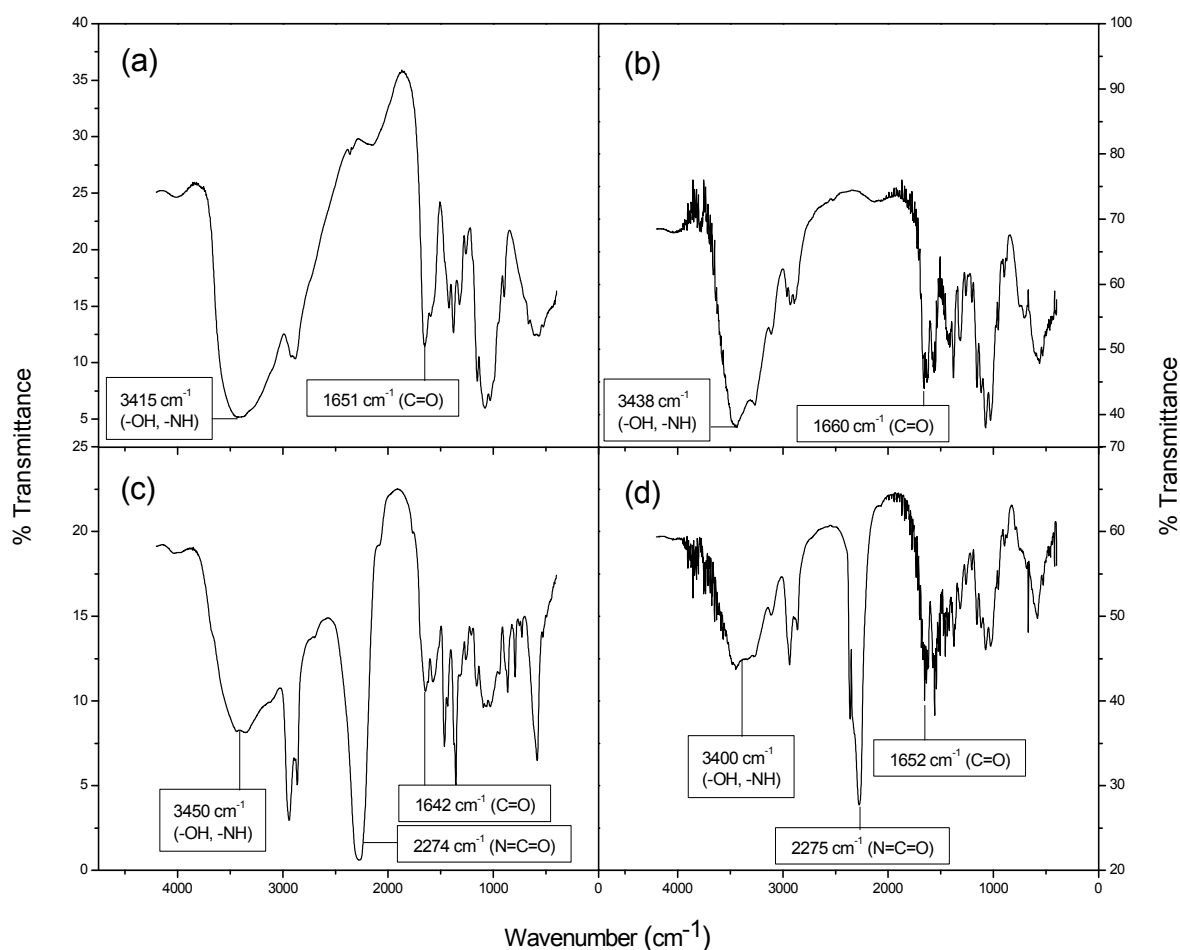 (a)
(b)
(c)
(d)
% Transmittance
% Transmittance
% Transmittance
% Transmittance
40
35
30
25
20
15
10
5
25
20
15
10
5
0
100
90
80
70
60
50
40
70
60
50
40
30
20
3415 cm⁻¹
(-OH, -NH)
1651 cm⁻¹ (C=O)
3438 cm⁻¹
(-OH, -NH)
1660 cm⁻¹ (C=O)
3450 cm⁻¹
(-OH, -NH)
1642 cm⁻¹ (C=O)
2274 cm⁻¹ (N=C=O)
3400 cm⁻¹
(-OH, -NH)
1652 cm⁻¹ (C=O)
2275 cm⁻¹ (N=C=O)
4000 3000 2000 1000 0 4000 3000 2000 1000 0
Wavenumber (cm⁻¹)